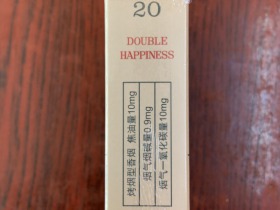 20
DOUBLE
HAPPINESS
烤烟型香烟 焦油量10mg
烟气烟碱量0.9mg
烟气一氧化碳量10mg